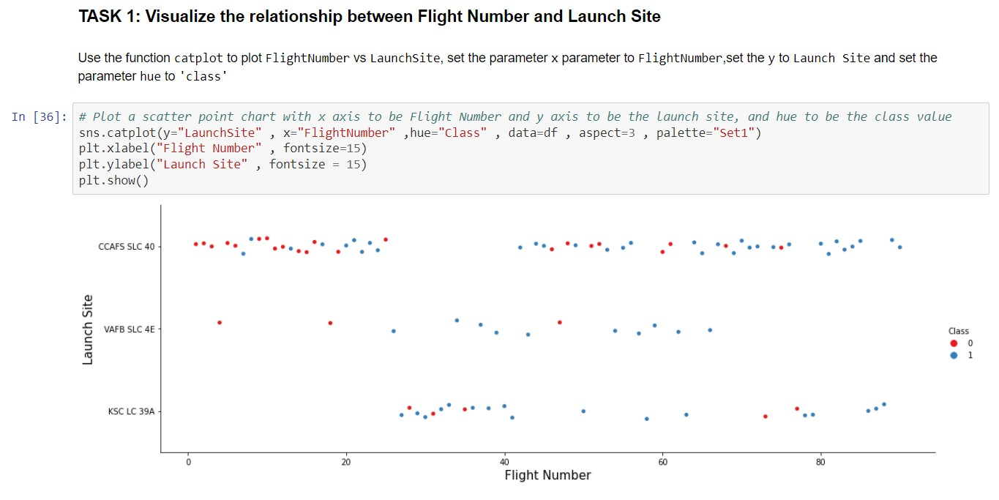 TASK 1: Visualize the relationship between Flight Number and Launch Site
Use the function catplot to plot FlightNumber vs LaunchSite, set the parameter x parameter to FlightNumber,set the y to Launch Site and set the
parameter hue to 'class'
In [36]:
# Plot a scatter point chart with x axis to be Flight Number and y axis to be the launch site, and hue to be the class value
sns.catplot(y="LaunchSite" , x="FlightNumber" ,hue="Class" , data=df , aspect=3 , palette="Set1")
plt.xlabel("Flight Number" , fontsize=15)
plt.ylabel("Launch Site" , fontsize = 15)
plt.show()
CCAFS SLC 40
VAFB SLC 4E
KSC LC 39A
Launch Site
0 20 40 60 80
Flight Number
Class
0
1